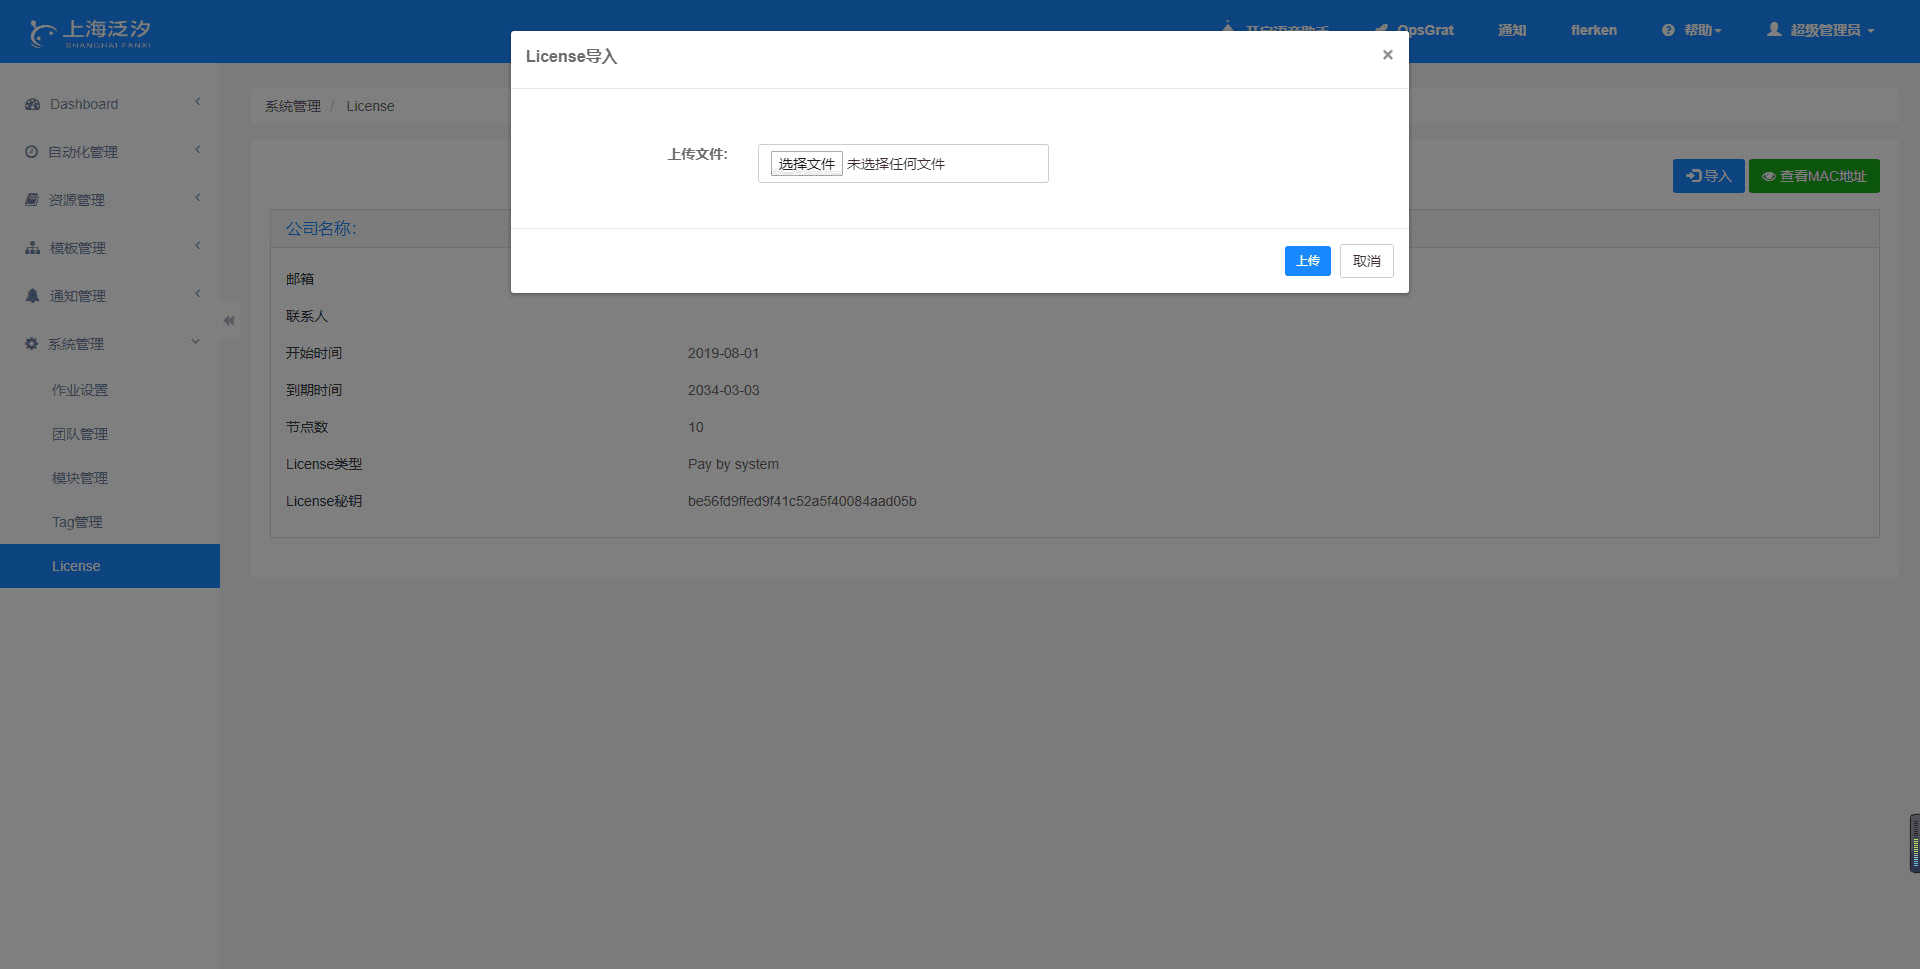 上海泛汐
SHANGHAI FANXI
开启语音助手
OpsGrat
通知
flerken
帮助
超级管理员
License导入
×
上传文件:
选择文件 未选择任何文件
上传
取消
Dashboard
自动化管理
资源管理
模板管理
通知管理
系统管理
作业设置
团队管理
模块管理
Tag管理
License
系统管理 / License
导入
查看MAC地址
公司名称:
邮箱
联系人
开始时间 2019-08-01
到期时间 2034-03-03
节点数 10
License类型 Pay by system
License秘钥 be56fd9ffed9f41c52a5f40084aad05b